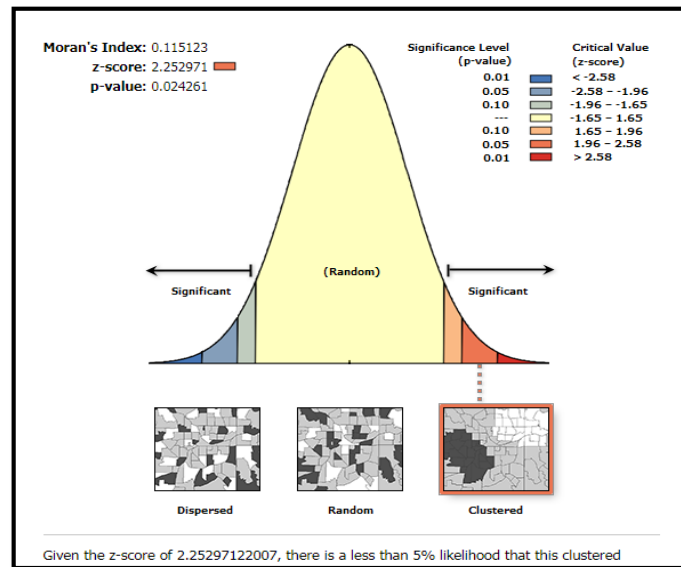 Moran's Index: 0.115123
z-score: 2.252971
p-value: 0.024261
Significance Level
(p-value)
Critical Value
(z-score)
0.01 < -2.58
0.05 -2.58 – -1.96
0.10 -1.96 – -1.65
--- -1.65 – 1.65
0.10 1.65 – 1.96
0.05 1.96 – 2.58
0.01 > 2.58
(Random)
Significant
Significant
Dispersed
Random
Clustered
Given the z-score of 2.25297122007, there is a less than 5% likelihood that this clustered